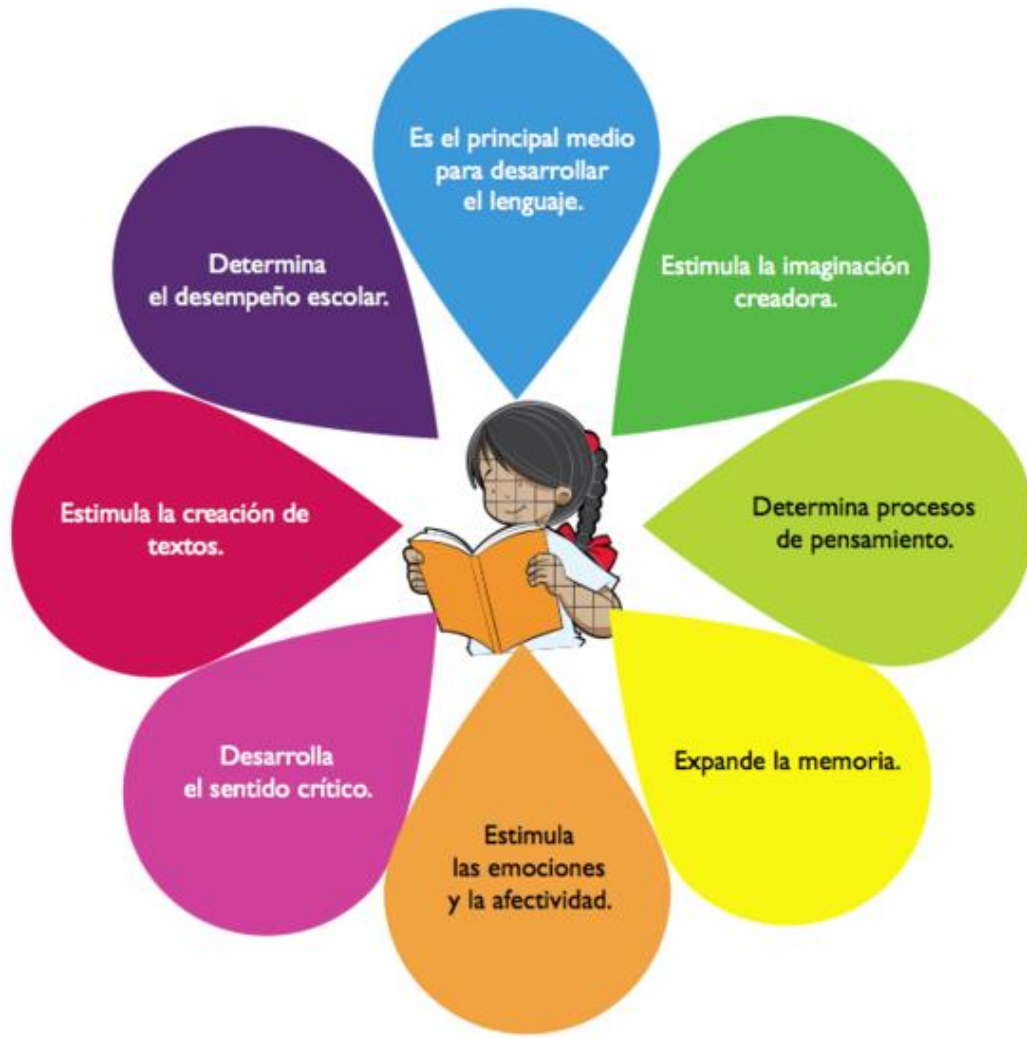 Es el principal medio
para desarrollar
el lenguaje.
Estimula la imaginación
creadora.
Determina procesos
de pensamiento.
Expande la memoria.
Estimula
las emociones
y la afectividad.
Desarrolla
el sentido crítico.
Estimula la creación de
textos.
Determina
el desempeño escolar.